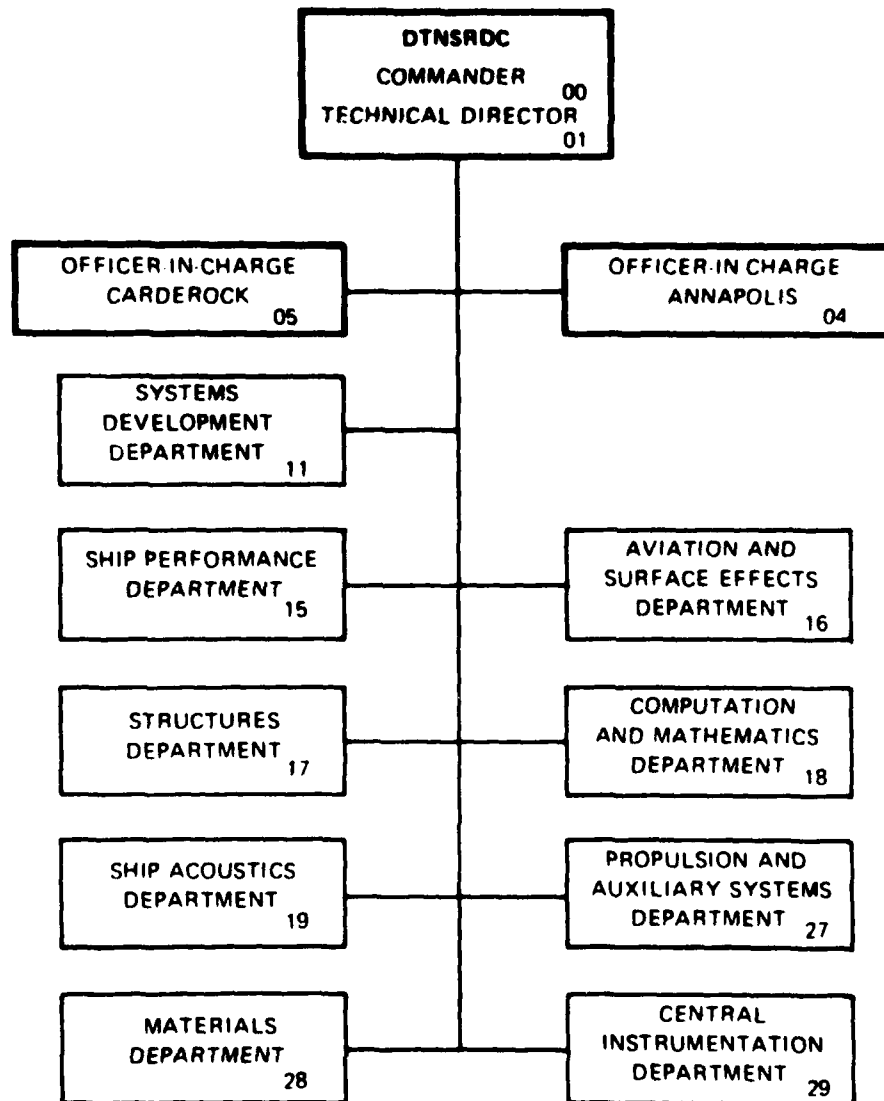 DTNSRDC
COMMANDER
00
TECHNICAL DIRECTOR
01
OFFICER-IN-CHARGE
CARDEROCK
05
OFFICER-IN CHARGE
ANNAPOLIS
04
SYSTEMS
DEVELOPMENT
DEPARTMENT
11
SHIP PERFORMANCE
DEPARTMENT
15
AVIATION AND
SURFACE EFFECTS
DEPARTMENT
16
STRUCTURES
DEPARTMENT
17
COMPUTATION
AND MATHEMATICS
DEPARTMENT
18
SHIP ACOUSTICS
DEPARTMENT
19
PROPULSION AND
AUXILIARY SYSTEMS
DEPARTMENT
27
MATERIALS
DEPARTMENT
28
CENTRAL
INSTRUMENTATION
DEPARTMENT
29